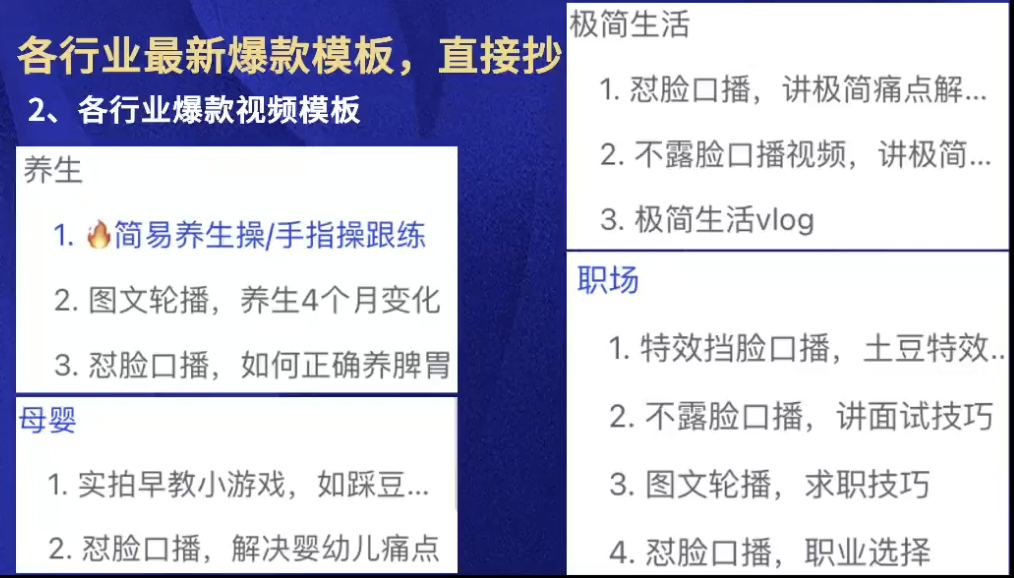 各行业最新爆款模板，直接抄
2、各行业爆款视频模板
养生
1. 🔥简易养生操/手指操跟练
2. 图文轮播，养生4个月变化
3. 怼脸口播，如何正确养脾胃
母婴
1. 实拍早教小游戏，如踩豆...
2. 怼脸口播，解决婴幼儿痛点
极简生活
1. 怼脸口播，讲极简痛点解...
2. 不露脸口播视频，讲极简...
3. 极简生活vlog
职场
1. 特效挡脸口播，土豆特效...
2. 不露脸口播，讲面试技巧
3. 图文轮播，求职技巧
4. 怼脸口播，职业选择